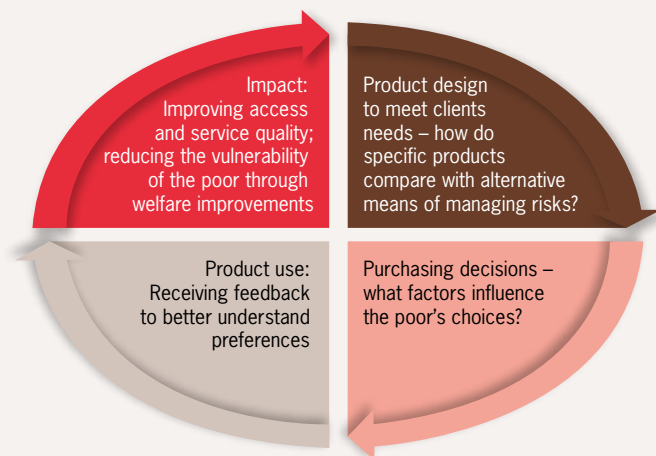 Impact:
Improving access
and service quality;
reducing the vulnerability
of the poor through
welfare improvements
Product design
to meet clients
needs – how do
specific products
compare with alternative
means of managing risks?
Product use:
Receiving feedback
to better understand
preferences
Purchasing decisions –
what factors influence
the poor's choices?